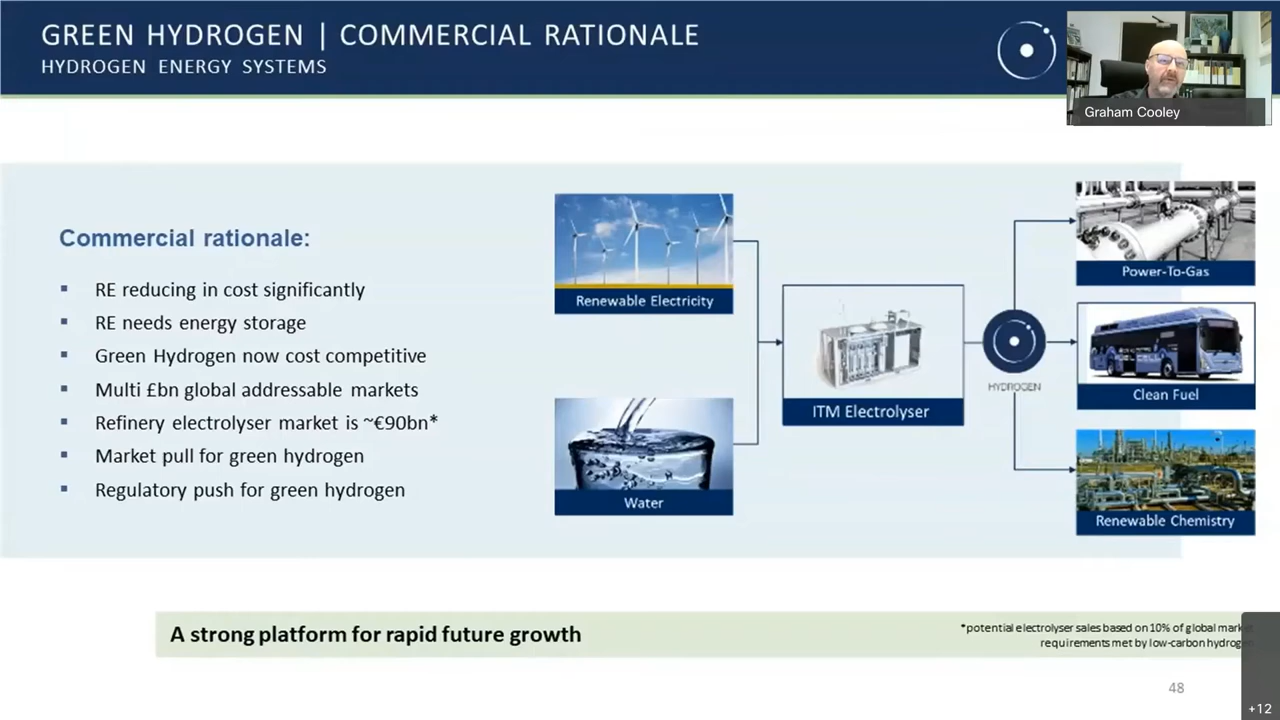 GREEN HYDROGEN | COMMERCIAL RATIONALE
HYDROGEN ENERGY SYSTEMS
Graham Cooley
Commercial rationale:
RE reducing in cost significantly
RE needs energy storage
Green Hydrogen now cost competitive
Multi £bn global addressable markets
Refinery electrolyser market is ~€90bn*
Market pull for green hydrogen
Regulatory push for green hydrogen
Renewable Electricity
Water
ITM Electrolyser
HYDROGEN
Power-To-Gas
Clean Fuel
Renewable Chemistry
A strong platform for rapid future growth
*potential electrolyser sales based on 10% of global market
requirements met by low-carbon hydrogen
48
+12